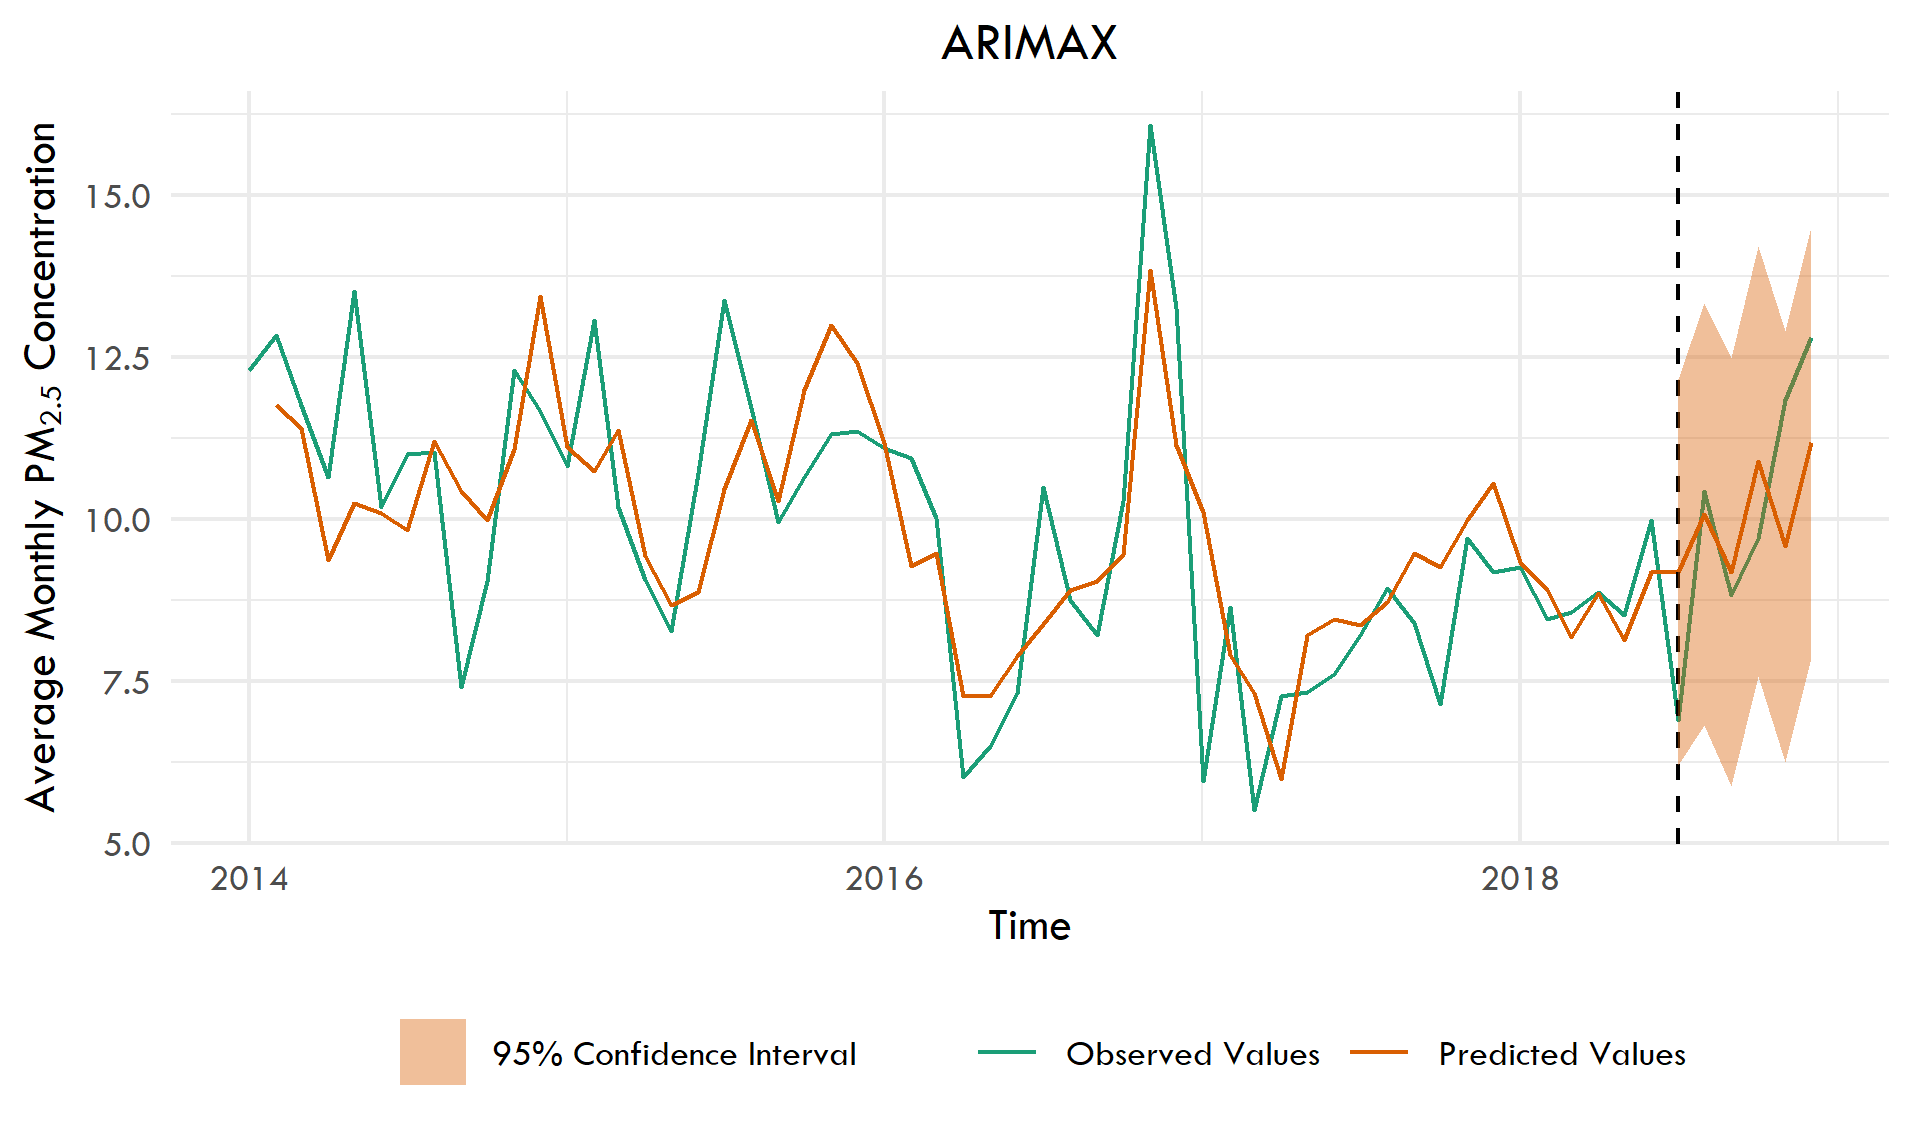 ARIMAX
Average Monthly PM₂.₅ Concentration
15.0
12.5
10.0
7.5
5.0
2014 2016 2018
Time
95% Confidence Interval Observed Values Predicted Values